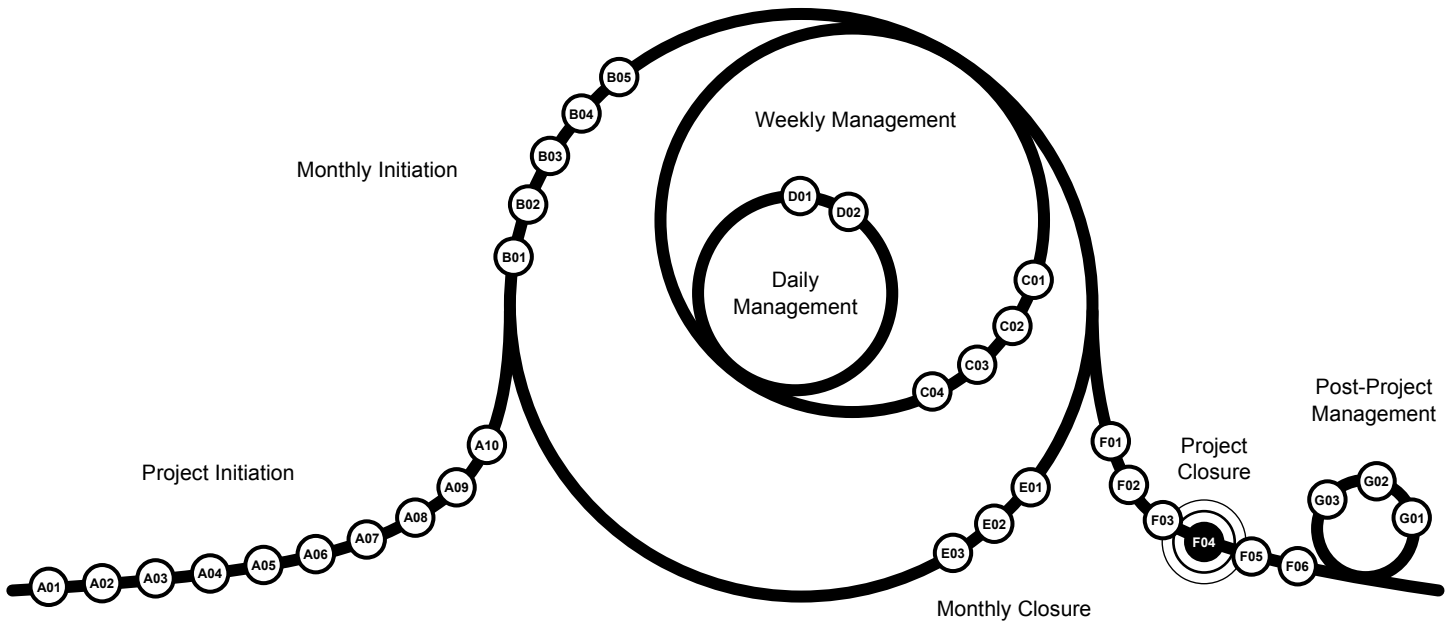 Project Initiation
A01
A02
A03
A04
A05
A06
A07
A08
A09
A10
Monthly Initiation
B01
B02
B03
B04
B05
Weekly Management
C01
C02
C03
C04
Daily
Management
D01
D02
Monthly Closure
E01
E02
E03
Project
Closure
F01
F02
F03
F04
F05
F06
Post-Project
Management
G01
G02
G03